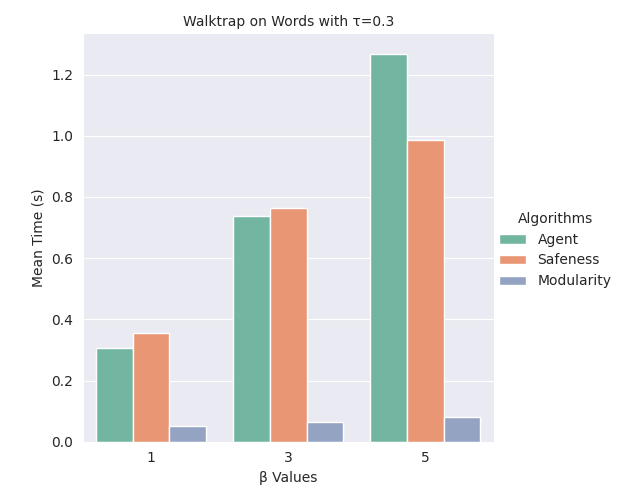 Walktrap on Words with τ=0.3
Mean Time (s)
1.2
1.0
0.8
0.6
0.4
0.2
0.0
1
3
5
β Values
Algorithms
Agent
Safeness
Modularity